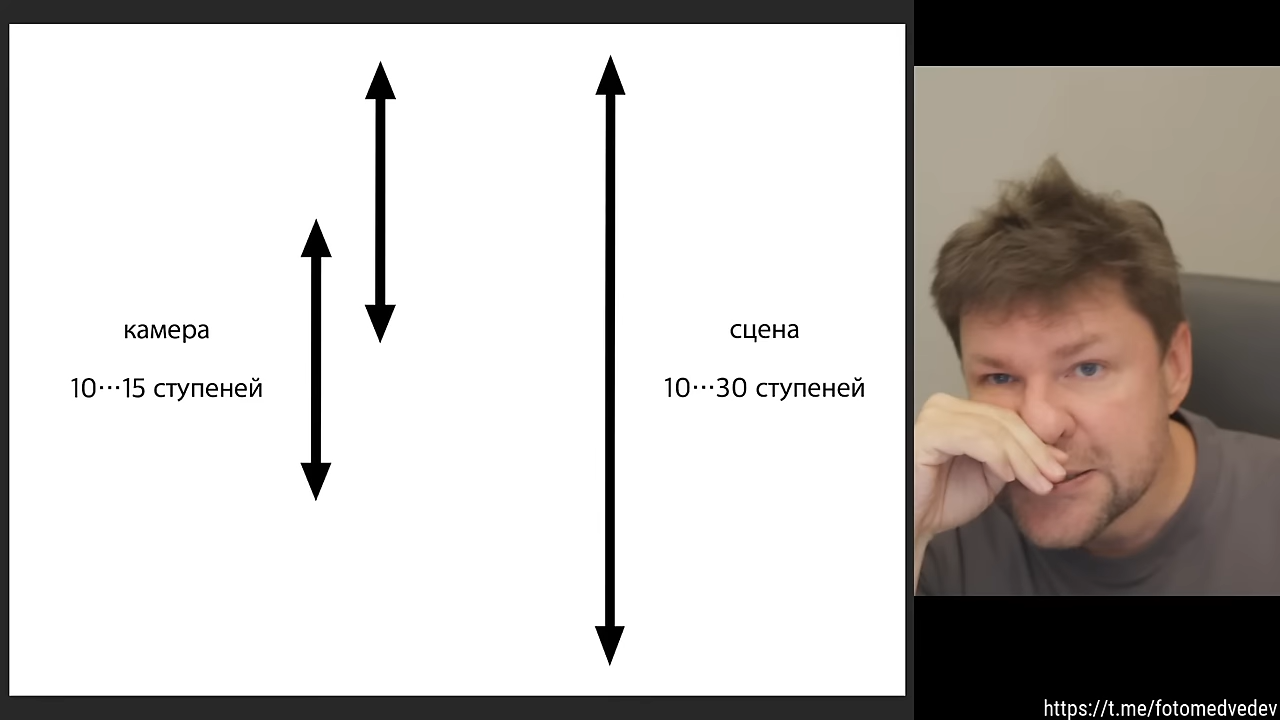 камера
10···15 ступеней
сцена
10···30 ступеней
https://t.me/fotomedvedev